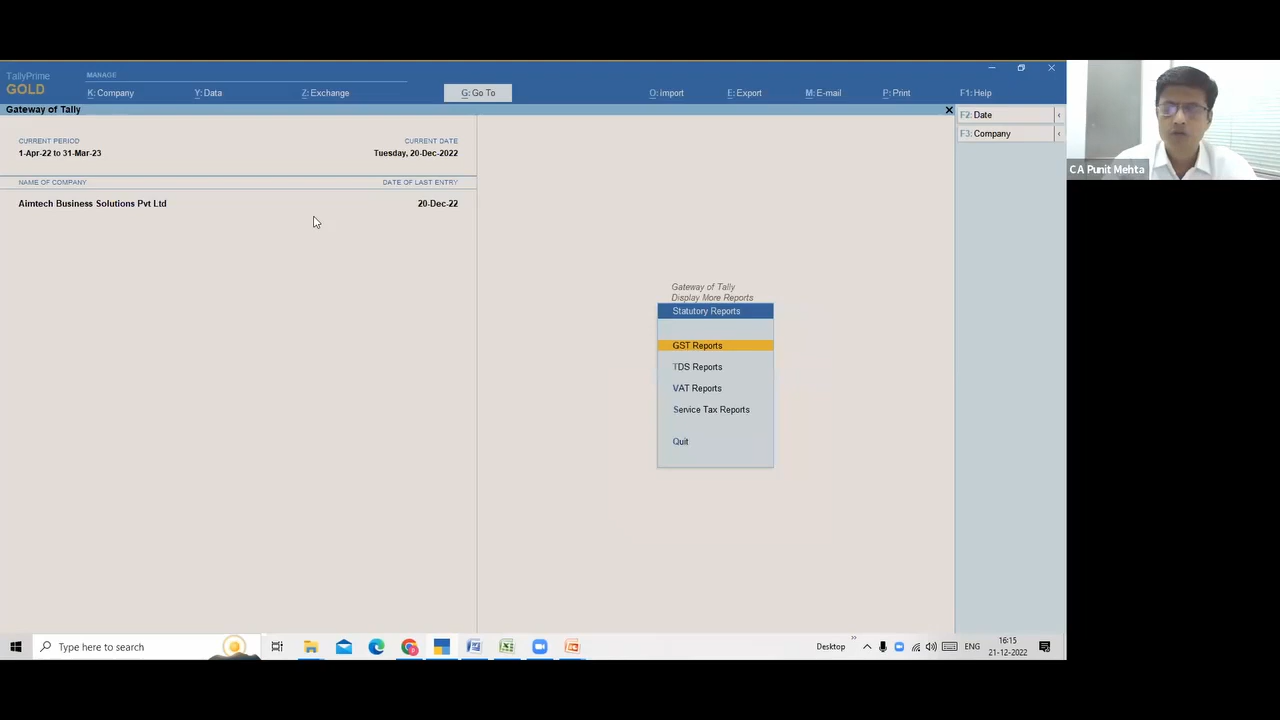 TallyPrime
GOLD
MANAGE
K: Company
Y: Data
Z: Exchange
G: Go To
O: Import
E: Export
M: E-mail
P: Print
F1: Help
Gateway of Tally
F2: Date
F3: Company
CURRENT PERIOD
CURRENT DATE
1-Apr-22 to 31-Mar-23
Tuesday, 20-Dec-2022
NAME OF COMPANY
DATE OF LAST ENTRY
Aimtech Business Solutions Pvt Ltd
20-Dec-22
Gateway of Tally
Display More Reports
Statutory Reports
GST Reports
TDS Reports
VAT Reports
Service Tax Reports
Quit
C A Punit Mehta
Type here to search
Desktop
ENG
16:15
21-12-2022